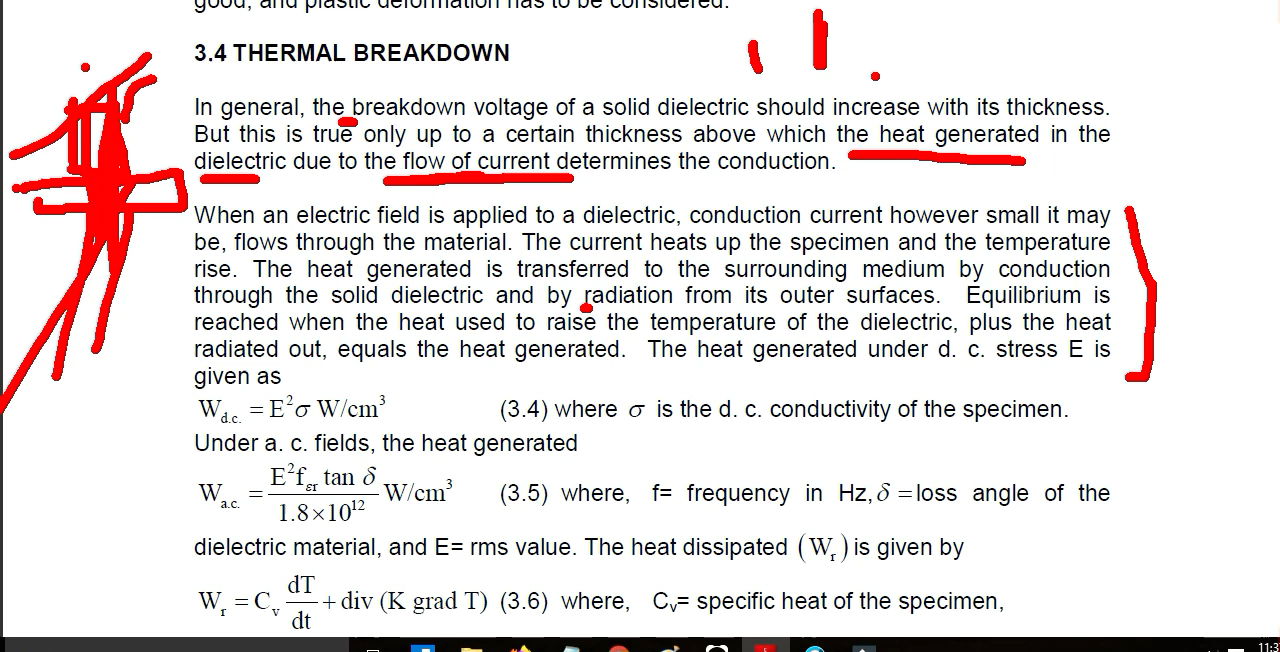 good, and plastic deformation has to be considered.
3.4 THERMAL BREAKDOWN
In general, the breakdown voltage of a solid dielectric should increase with its thickness.
But this is true only up to a certain thickness above which the heat generated in the
dielectric due to the flow of current determines the conduction.
When an electric field is applied to a dielectric, conduction current however small it may
be, flows through the material. The current heats up the specimen and the temperature
rise. The heat generated is transferred to the surrounding medium by conduction
through the solid dielectric and by radiation from its outer surfaces. Equilibrium is
reached when the heat used to raise the temperature of the dielectric, plus the heat
radiated out, equals the heat generated. The heat generated under d. c. stress E is
given as
W_d.c. = E²σ W/cm³ (3.4) where σ is the d. c. conductivity of the specimen.
Under a. c. fields, the heat generated
W_a.c. = E²f_εr tan δ / 1.8×10¹² W/cm³ (3.5) where, f= frequency in Hz, δ =loss angle of the
dielectric material, and E= rms value. The heat dissipated (W_r) is given by
W_r = C_v dT/dt + div (K grad T) (3.6) where, C_v= specific heat of the specimen,